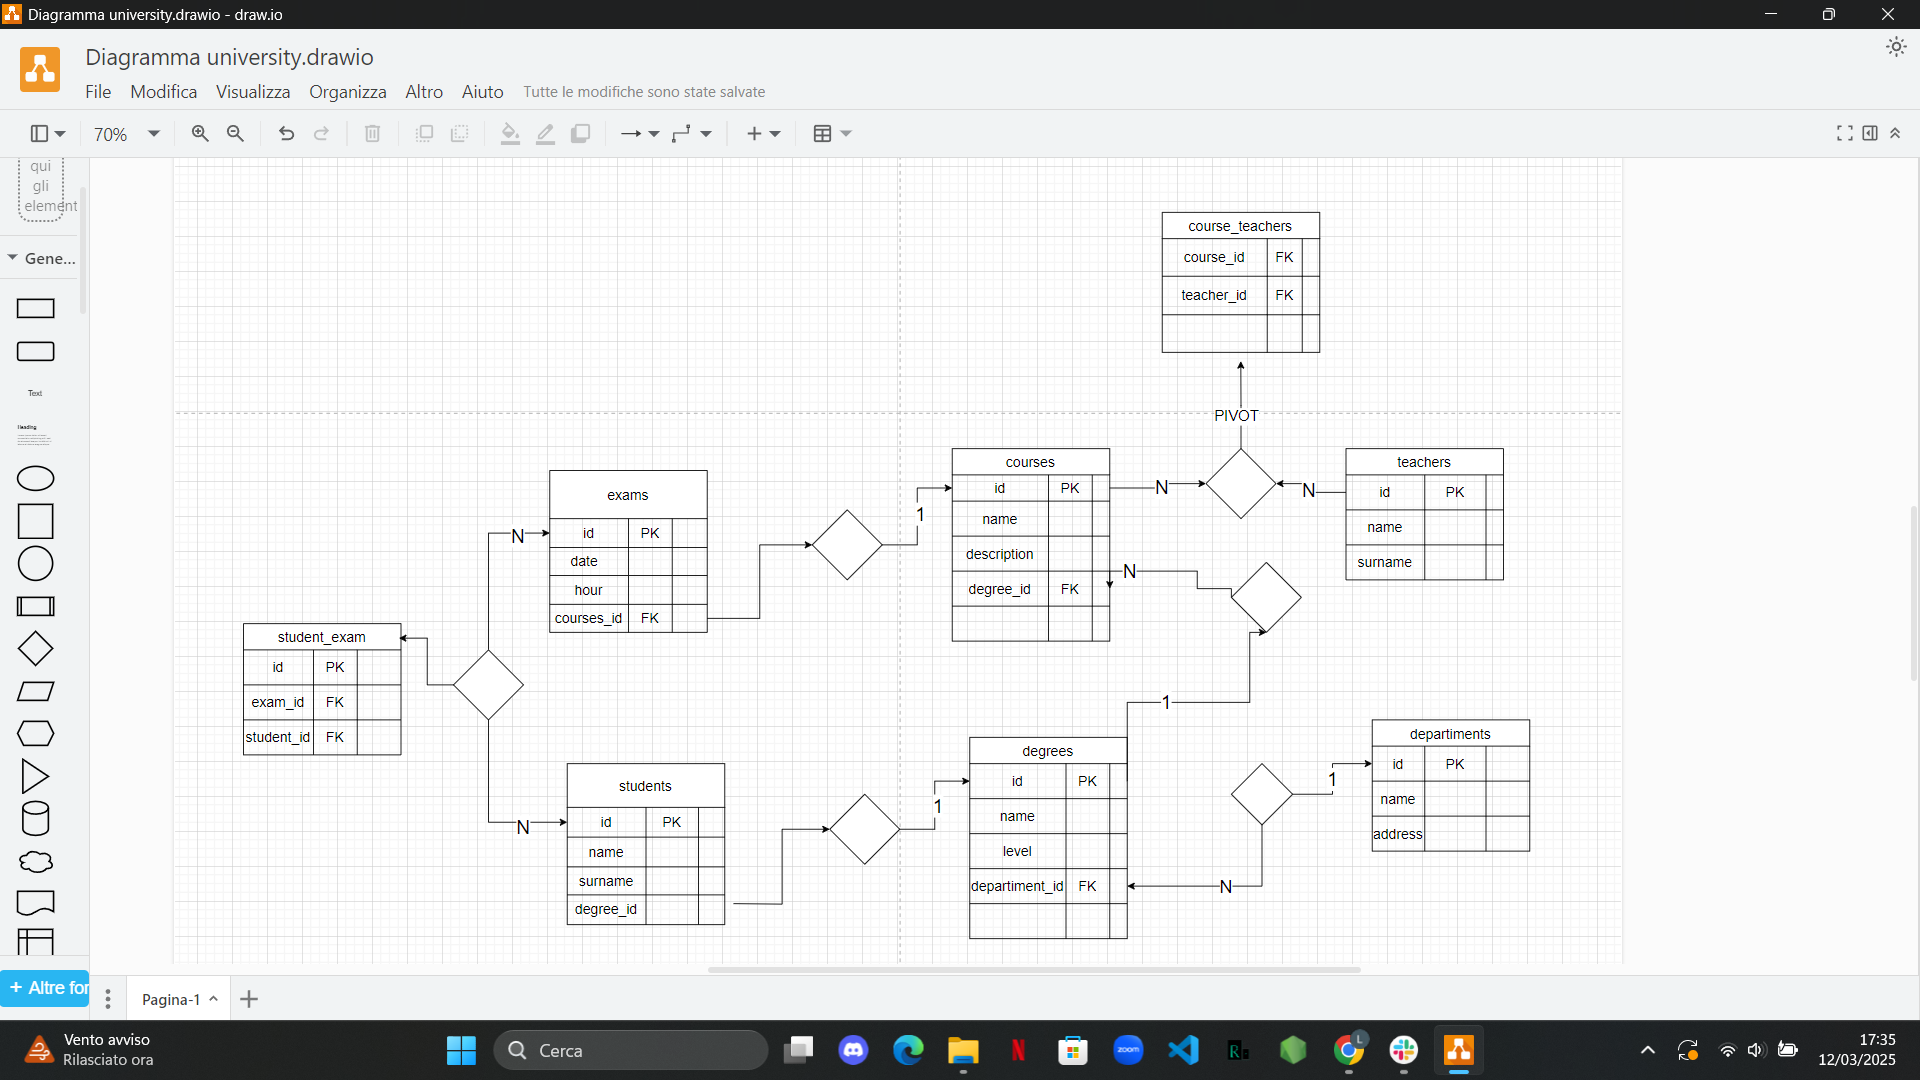 Diagramma university.drawio - draw.io
Diagramma university.drawio
File Modifica Visualizza Organizza Altro Aiuto Tutte le modifiche sono state salvate
70%
qui
gli
element
Gene...
Text
Heading
+ Altre for
course_teachers
course_id FK
teacher_id FK
PIVOT
courses
id PK
name
description
degree_id FK
N
N
teachers
id PK
name
surname
exams
id PK
date
hour
courses_id FK
N
1
N
student_exam
id PK
exam_id FK
student_id FK
1
degrees
id PK
name
level
departiment_id FK
departiments
id PK
name
address
1
N
students
id PK
name
surname
degree_id
N
1
Pagina-1
Vento avviso
Rilasciato ora
Cerca
zoom
L
17:35
12/03/2025